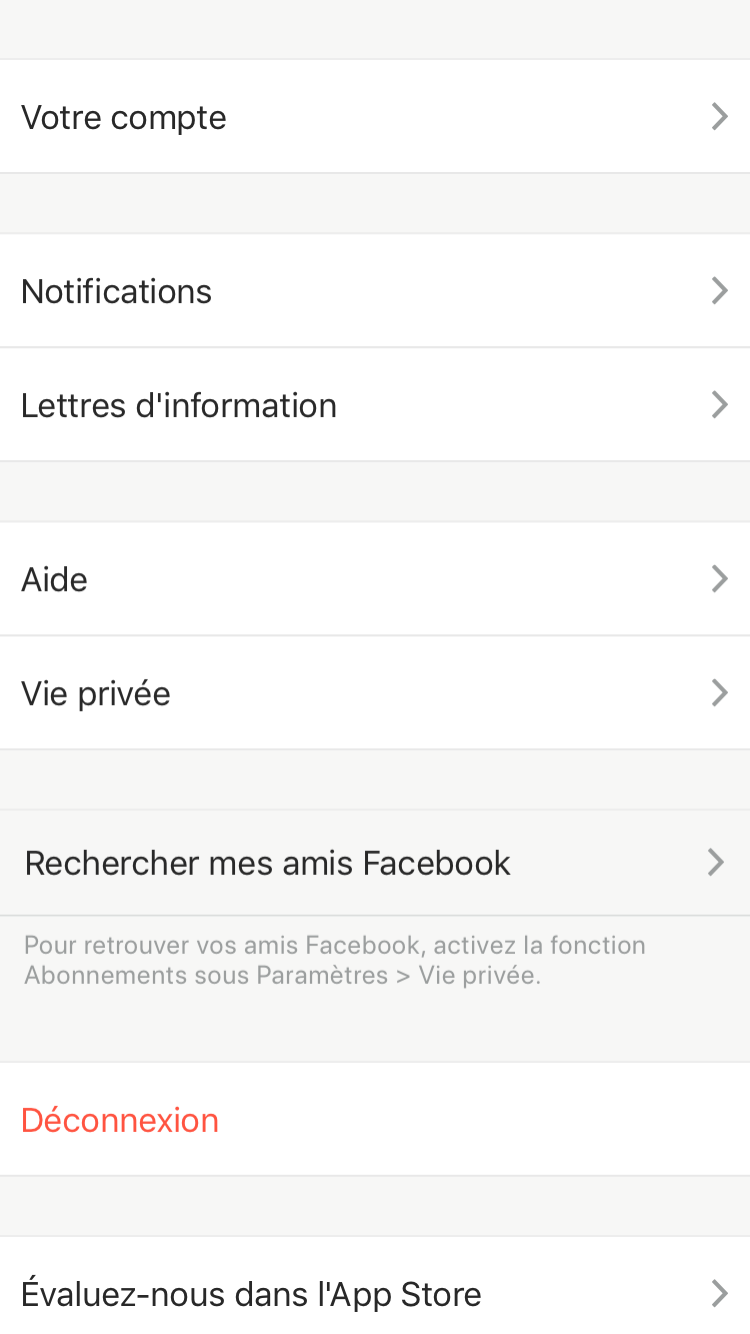 Votre compte
Notifications
Lettres d'information
Aide
Vie privée
Rechercher mes amis Facebook
Pour retrouver vos amis Facebook, activez la fonction
Abonnements sous Paramètres > Vie privée.
Déconnexion
Évaluez-nous dans l'App Store